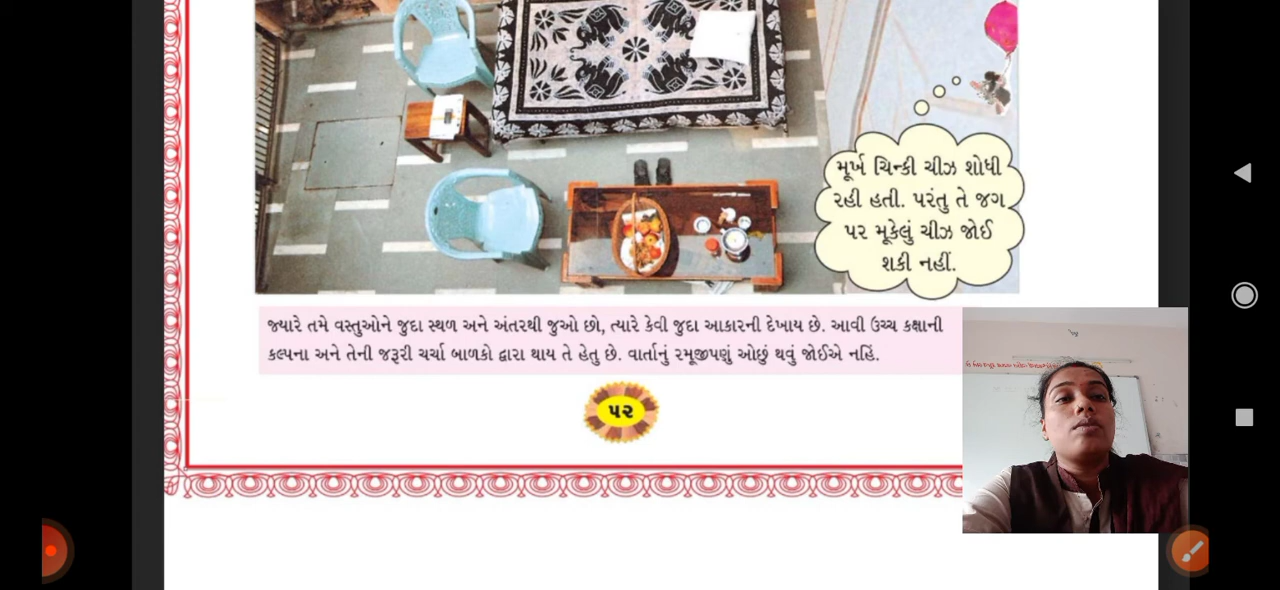 મૂર્ખ ચિન્કી ચીઝ શોધી
રહી હતી. પરંતુ તે જગ
પર મૂકેલું ચીઝ જોઈ
શકી નહીં.
જ્યારે તમે વસ્તુઓને જુદા સ્થળ અને અંતરથી જુઓ છો, ત્યારે કેવી જુદા આકારની દેખાય છે. આવી ઉચ્ચ કક્ષાની
કલ્પના અને તેની જરૂરી ચર્ચા બાળકો દ્વારા થાય તે હેતુ છે. વાર્તાનું રમૂજીપણું ઓછું થવું જોઈએ નહિં.
૫૨